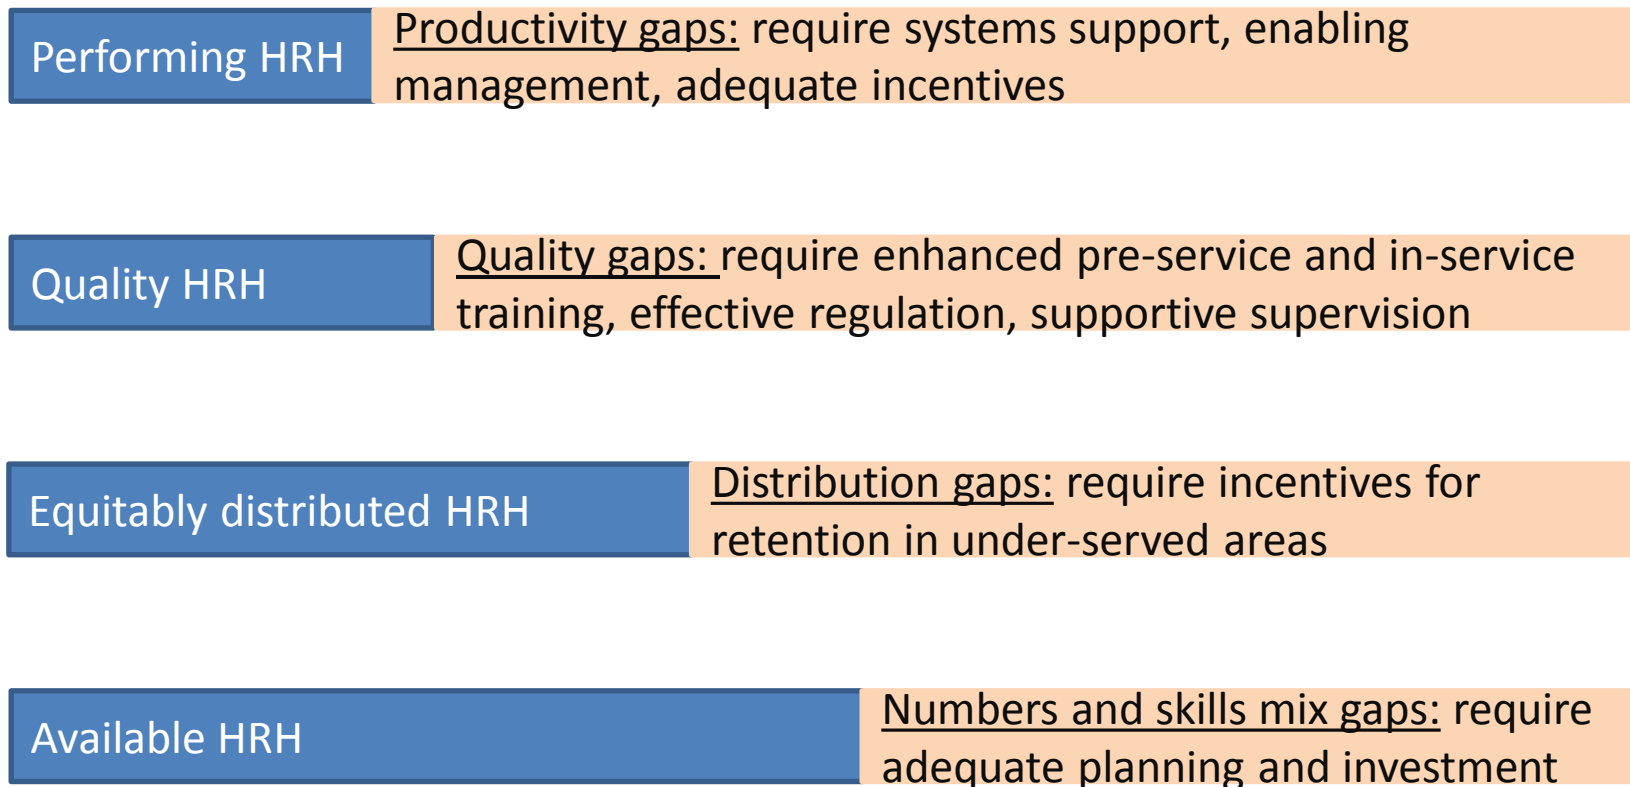 Performing HRH
Productivity gaps: require systems support, enabling
management, adequate incentives
Quality HRH
Quality gaps: require enhanced pre-service and in-service
training, effective regulation, supportive supervision
Equitably distributed HRH
Distribution gaps: require incentives for
retention in under-served areas
Available HRH
Numbers and skills mix gaps: require
adequate planning and investment